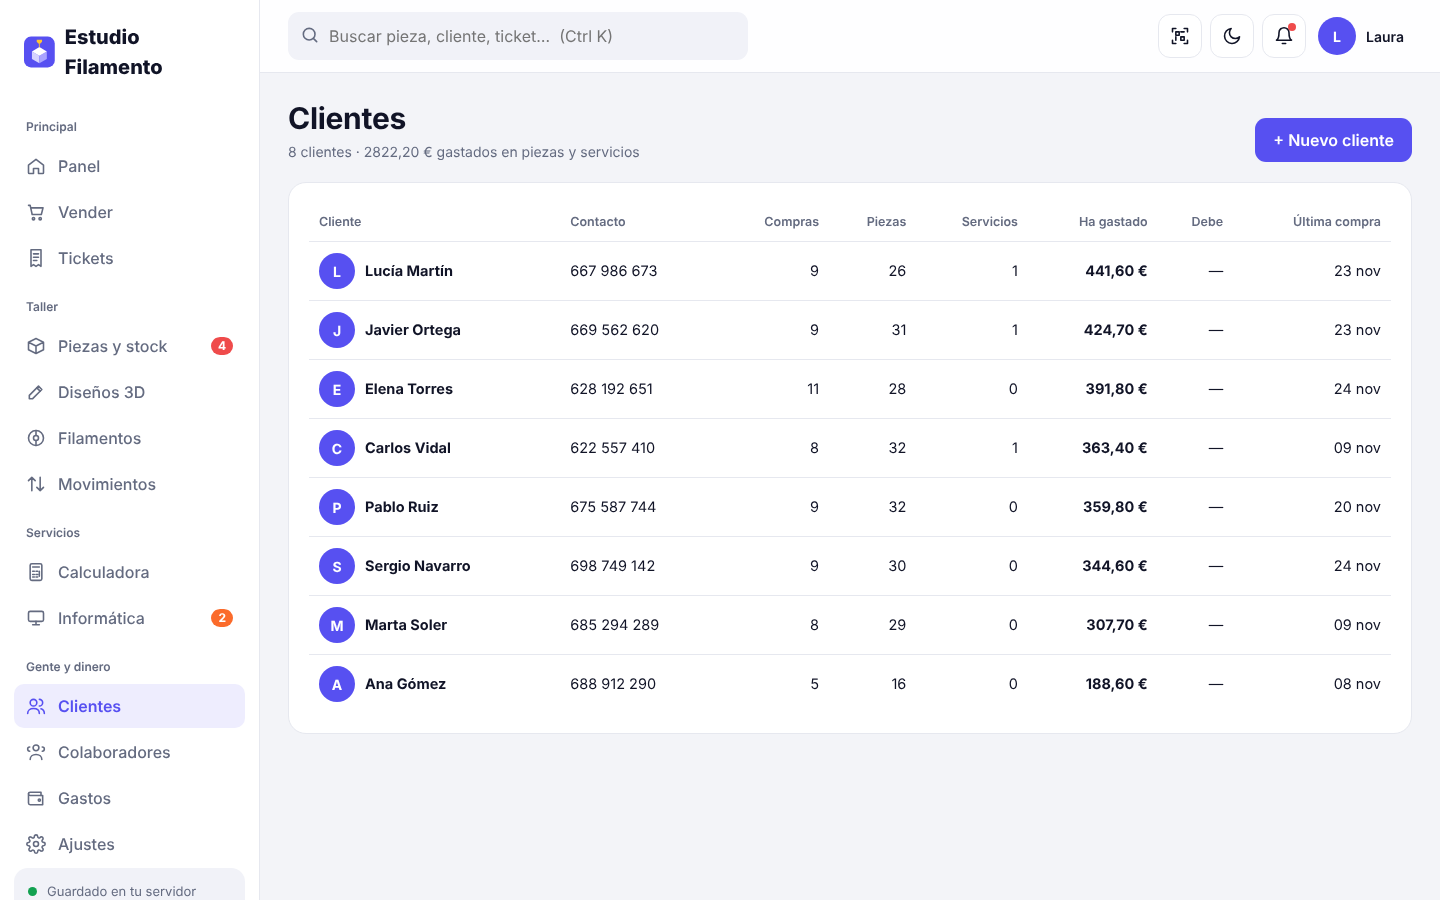 Estudio
Filamento
Principal
Panel
Vender
Tickets
Taller
Piezas y stock 4
Diseños 3D
Filamentos
Movimientos
Servicios
Calculadora
Informática 2
Gente y dinero
Clientes
Colaboradores
Gastos
Ajustes
Guardado en tu servidor
Buscar pieza, cliente, ticket... (Ctrl K)
L Laura
Clientes
8 clientes · 2822,20 € gastados en piezas y servicios
+ Nuevo cliente
Cliente Contacto Compras Piezas Servicios Ha gastado Debe Última compra
L Lucía Martín 667 986 673 9 26 1 441,60 € — 23 nov
J Javier Ortega 669 562 620 9 31 1 424,70 € — 23 nov
E Elena Torres 628 192 651 11 28 0 391,80 € — 24 nov
C Carlos Vidal 622 557 410 8 32 1 363,40 € — 09 nov
P Pablo Ruiz 675 587 744 9 32 0 359,80 € — 20 nov
S Sergio Navarro 698 749 142 9 30 0 344,60 € — 24 nov
M Marta Soler 685 294 289 8 29 0 307,70 € — 09 nov
A Ana Gómez 688 912 290 5 16 0 188,60 € — 08 nov